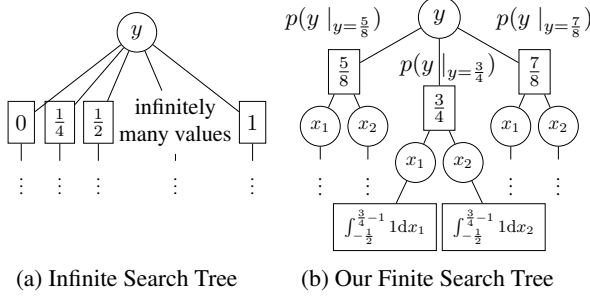 y
0 1/4 1/2 infinitely many values 1
⋮ ⋮ ⋮ ⋮ ⋮
(a) Infinite Search Tree
p(y |_{y=5/8}) y p(y |_{y=7/8})
p(y |_{y=3/4})
5/8 3/4 7/8
x₁ x₂ x₁ x₂ x₁ x₂
⋮ ⋮ ⋮ ⋮
∫_{-1/2}^{3/4-1} 1dx₁ ∫_{-1/2}^{3/4-1} 1dx₂
(b) Our Finite Search Tree